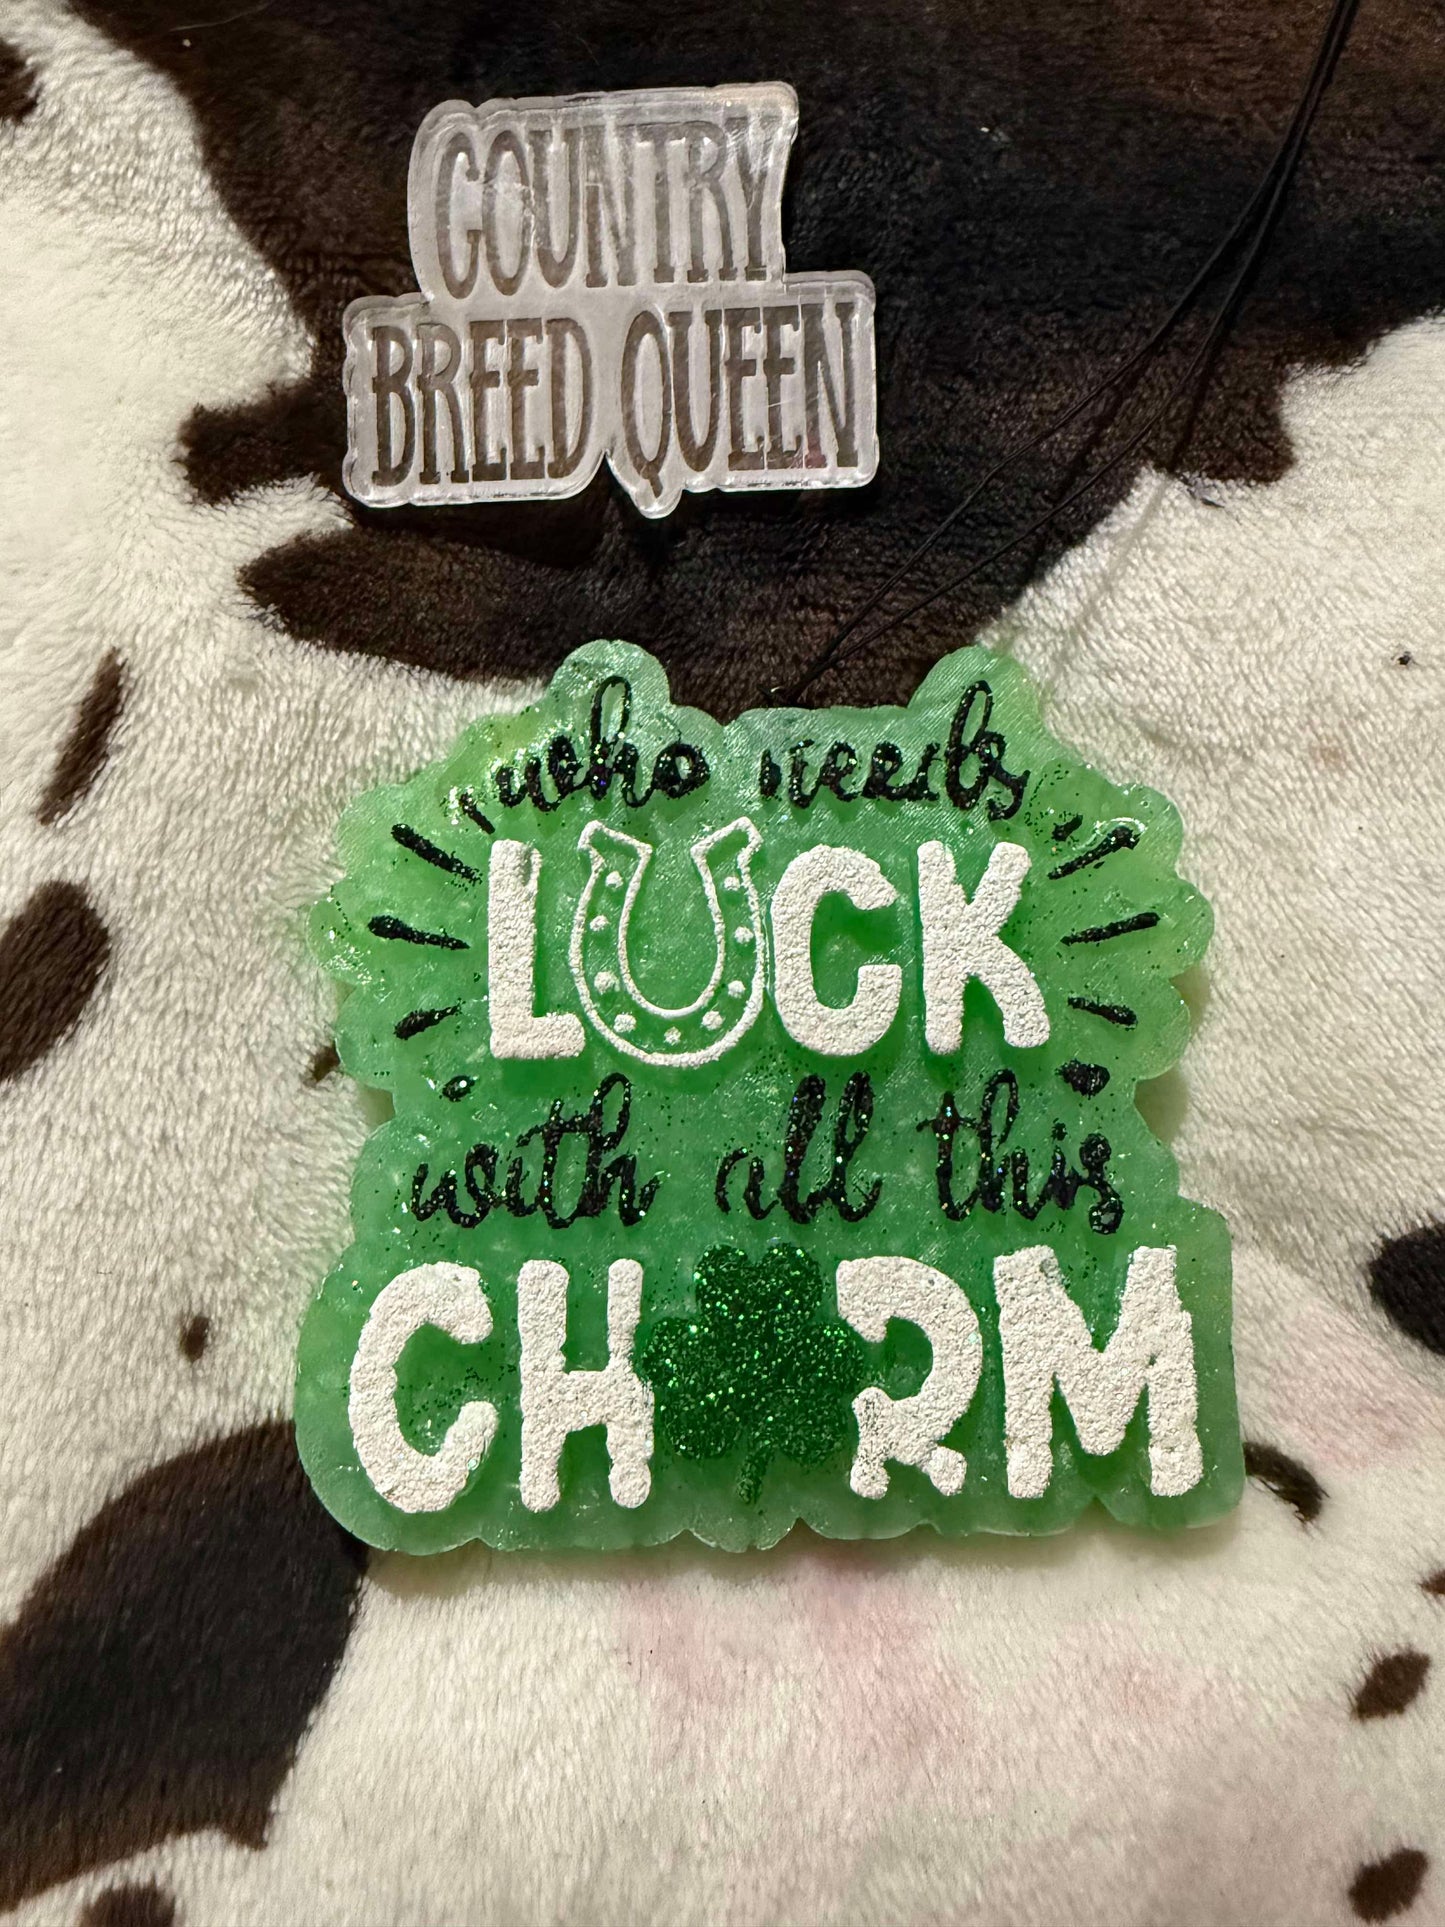 COUNTRY
BREED QUEEN
who needs
LUCK
with all this
CHARM